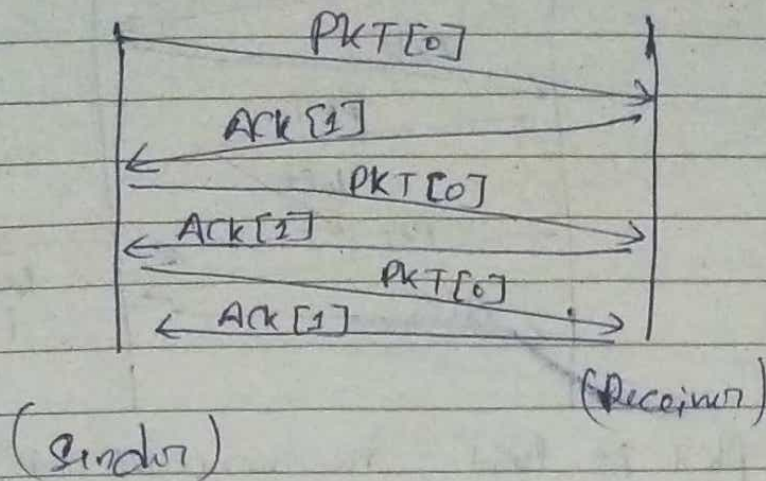 PKT[0]
Ack[1]
PKT[0]
Ack[1]
PKT[0]
Ack[1]
(Receiver)
(Sender)